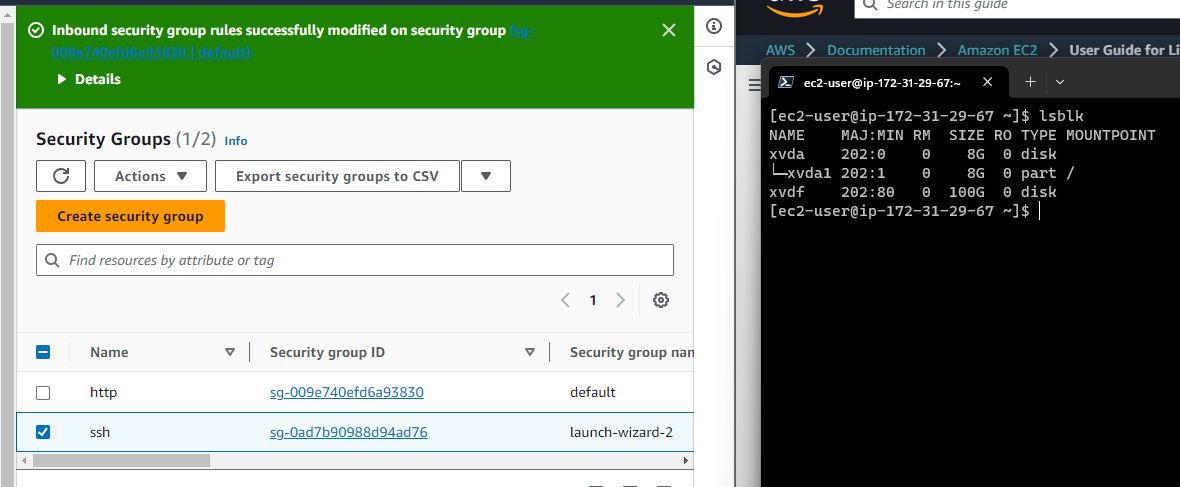 Inbound security group rules successfully modified on security group (sg-
009e740efd6a93830 | default)
Details
Security Groups (1/2) Info
Actions
Export security groups to CSV
Create security group
Find resources by attribute or tag
1
Name
Security group ID
Security group nam
http
sg-009e740efd6a93830
default
ssh
sg-0ad7b90988d94ad76
launch-wizard-2
Search in this guide
AWS > Documentation > Amazon EC2 > User Guide for Li
ec2-user@ip-172-31-29-67:~
[ec2-user@ip-172-31-29-67 ~]$ lsblk
NAME    MAJ:MIN RM  SIZE RO TYPE MOUNTPOINT
xvda    202:0    0    8G  0 disk
└─xvda1 202:1    0    8G  0 part /
xvdf    202:80   0  100G  0 disk
[ec2-user@ip-172-31-29-67 ~]$